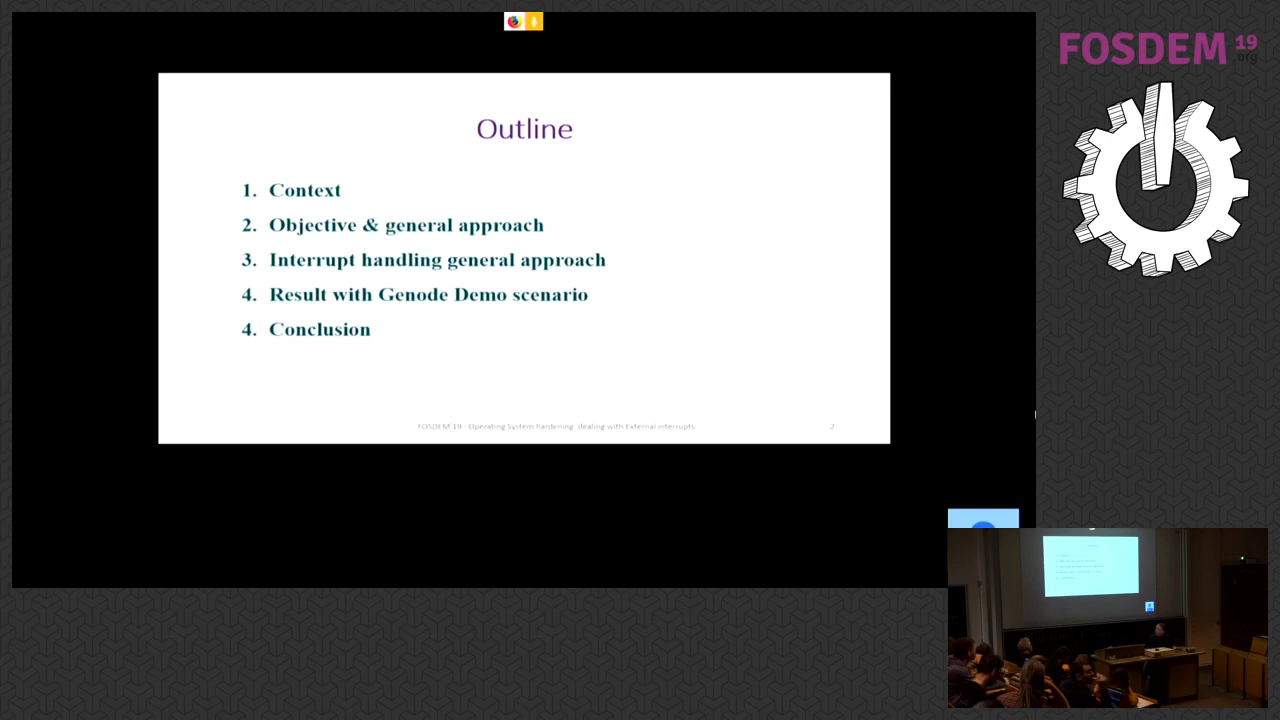 FOSDEM 19
.org
Outline
1. Context
2. Objective & general approach
3. Interrupt handling general approach
4. Result with Genode Demo scenario
4. Conclusion
FOSDEM'19 - Operating System hardening dealing with External interrupts
2